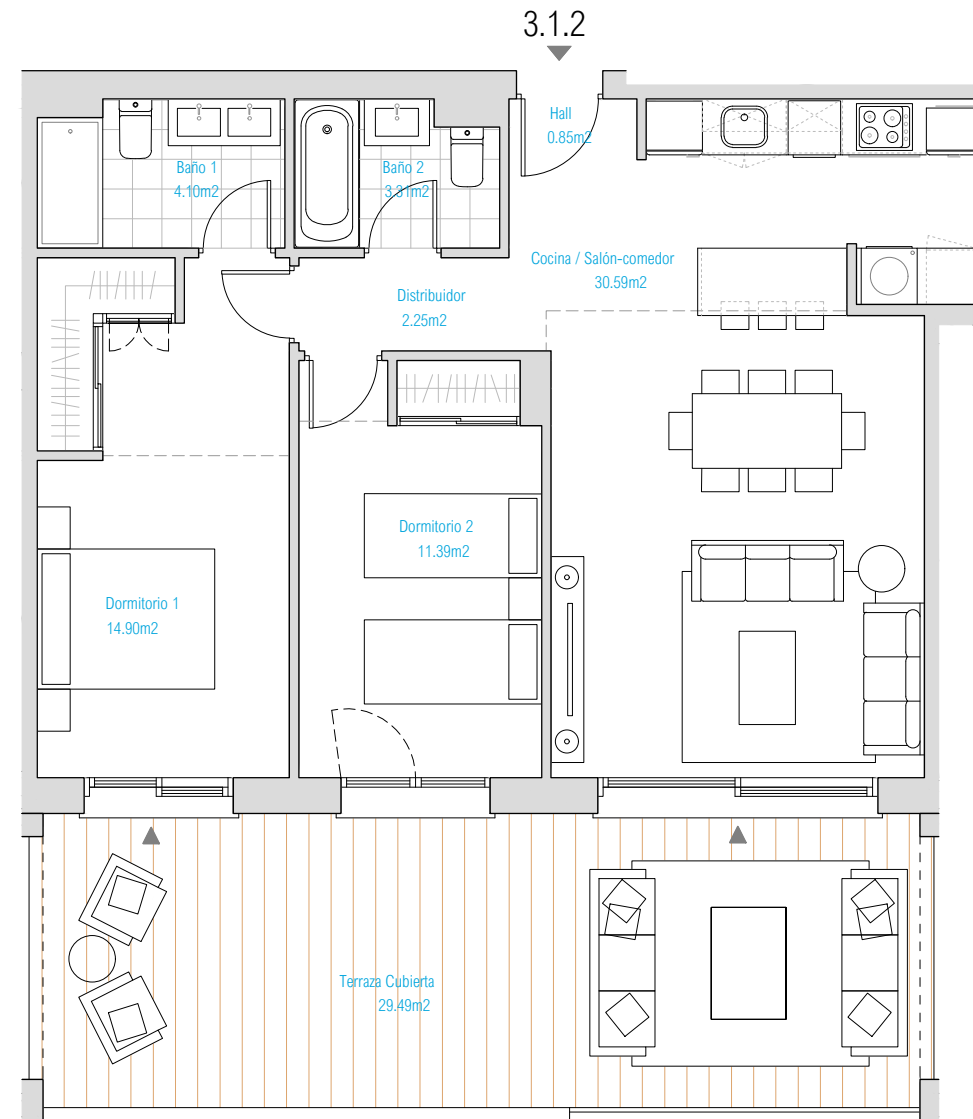 3.1.2
Hall
0.85m2
Baño 1
4.10m2
Baño 2
3.31m2
Cocina / Salón-comedor
30.59m2
Distribuidor
2.25m2
Dormitorio 2
11.39m2
Dormitorio 1
14.90m2
Terraza Cubierta
29.49m2